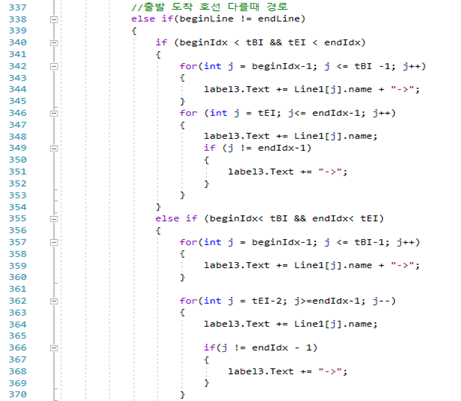 337 //출발 도착 호선 다를때 경로
338 else if(beginLine != endLine)
339 {
340 if (beginIdx < tBI && tEI < endIdx)
341 {
342 for(int j = beginIdx-1; j <= tBI -1; j++)
343 {
344 label3.Text += Line1[j].name + "->";
345 }
346 for (int j = tEI; j<= endIdx-1; j++)
347 {
348 label3.Text += Line1[j].name;
349 if (j != endIdx-1)
350 {
351 label3.Text += "->";
352 }
353 }
354 }
355 else if (beginIdx< tBI && endIdx< tEI)
356 {
357 for(int j = beginIdx-1; j <= tBI-1; j++)
358 {
359 label3.Text += Line1[j].name + "->";
360 }
361
362 for(int j = tEI-2; j>=endIdx-1; j--)
363 {
364 label3.Text += Line1[j].name;
365
366 if(j != endIdx - 1)
367 {
368 label3.Text += "->";
369 }
370 }